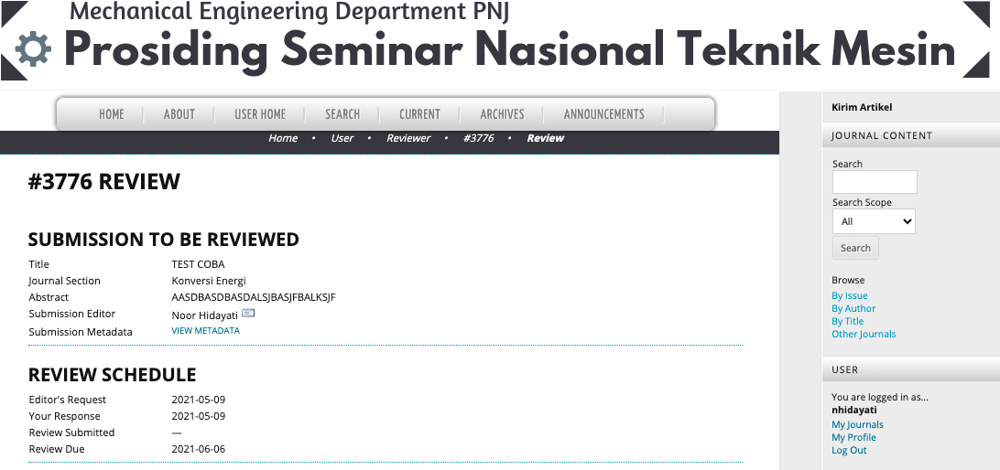 Mechanical Engineering Department PNJ
Prosiding Seminar Nasional Teknik Mesin
HOME ABOUT USER HOME SEARCH CURRENT ARCHIVES ANNOUNCEMENTS
Home • User • Reviewer • #3776 • Review
#3776 REVIEW
SUBMISSION TO BE REVIEWED
Title TEST COBA
Journal Section Konversi Energi
Abstract AASDBASDBASDALSJBASJFBALKSJF
Submission Editor Noor Hidayati
Submission Metadata VIEW METADATA
REVIEW SCHEDULE
Editor's Request 2021-05-09
Your Response 2021-05-09
Review Submitted —
Review Due 2021-06-06
Kirim Artikel
JOURNAL CONTENT
Search
Search Scope
All
Search
Browse
By Issue
By Author
By Title
Other Journals
USER
You are logged in as...
nhidayati
My Journals
My Profile
Log Out